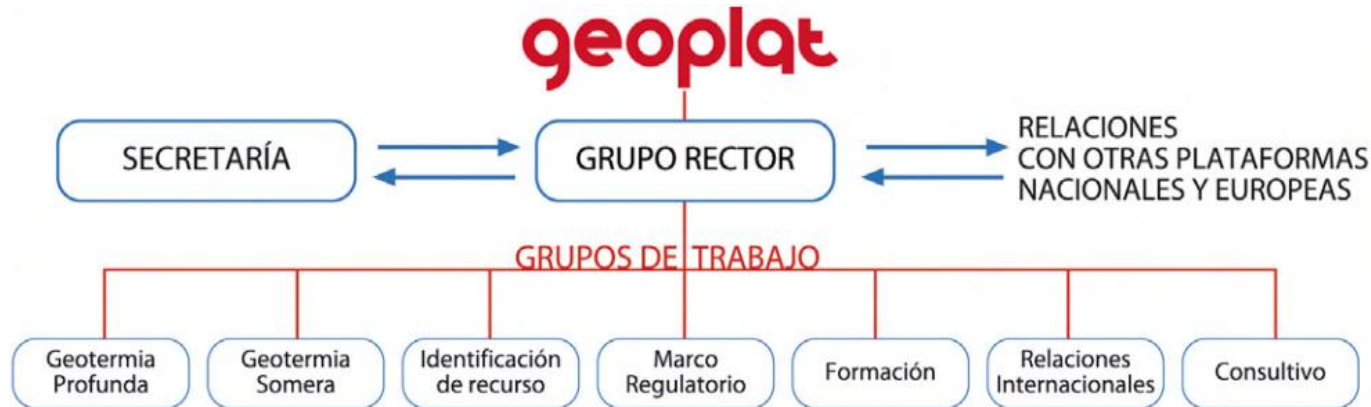 geoplat
SECRETARÍA
GRUPO RECTOR
RELACIONES
CON OTRAS PLATAFORMAS
NACIONALES Y EUROPEAS
GRUPOS DE TRABAJO
Geotermia
Profunda
Geotermia
Somera
Identificación
de recurso
Marco
Regulatorio
Formación
Relaciones
Internacionales
Consultivo